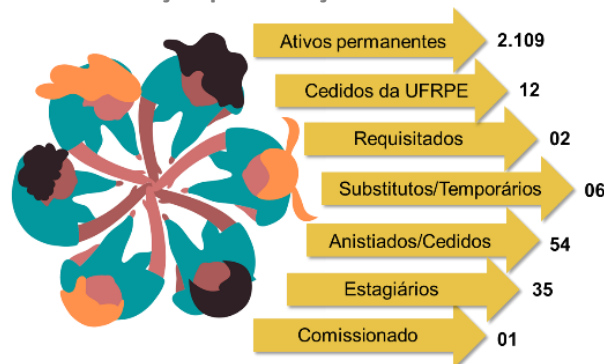 Ativos permanentes 2.109
Cedidos da UFRPE 12
Requisitados 02
Substitutos/Temporários 06
Anistiados/Cedidos 54
Estagiários 35
Comissionado 01